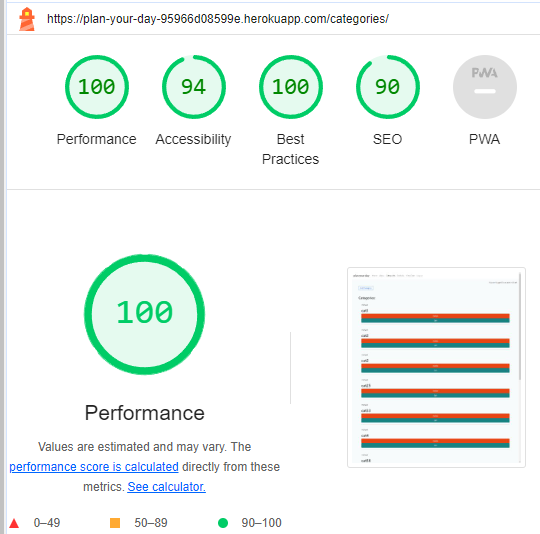 https://plan-your-day-95966d08599e.herokuapp.com/categories/
100 94 100 90 PWA
Performance Accessibility Best Practices SEO PWA
100
Performance
Values are estimated and may vary. The
performance score is calculated directly from these
metrics. See calculator.
0–49 50–89 90–100
Categories